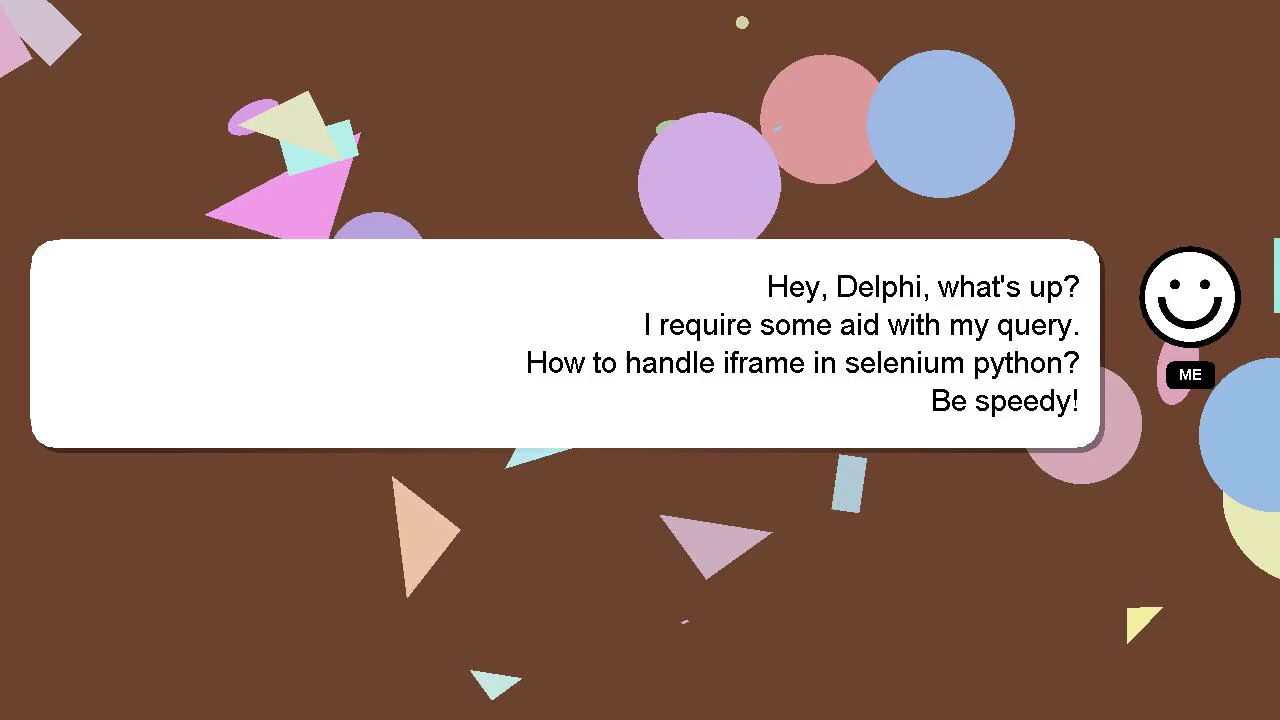 Hey, Delphi, what's up?
I require some aid with my query.
How to handle iframe in selenium python?
Be speedy!
ME